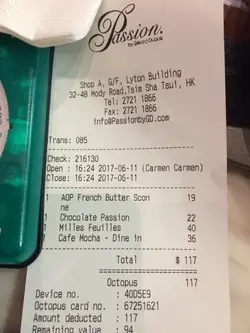 Passion.
by GERARD DUBOIS
Shop A, G/F, Lyton Building
32-48 Mody Road,Tsim Sha Tsui, HK
Tel: 2721 1866
Fax: 2721 1866
info@PassionbyGD.com
Trans: 085
Check: 216130
Open : 16:24 2017-06-11 (Carmen Carmen)
Close: 16:24 2017-06-11
1 AOP French Butter Scon 19
ne
1 Chocolate Passion 22
1 Milles Feuilles 40
1 Cafe Mocha - Dine in 36
Total $ 117
Octopus 117
Device no. : 40D5E9
Octopus card no. : 67251621
Amount deducted : 117
Remaining value : 94